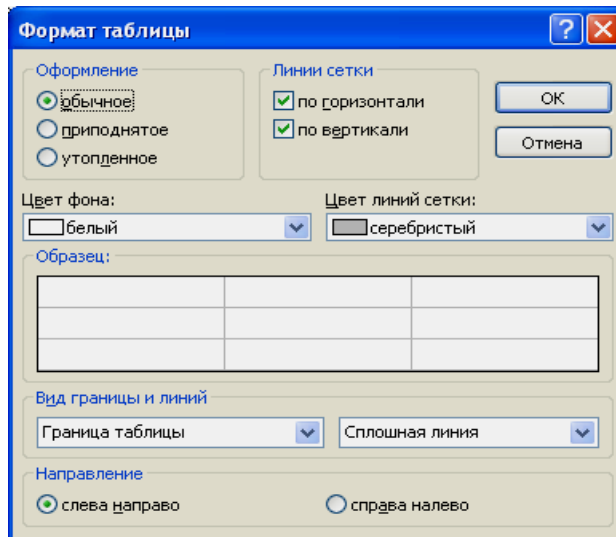 Формат таблицы
Оформление
обычное
приподнятое
утопленное
Линии сетки
по горизонтали
по вертикали
ОК
Отмена
Цвет фона:
белый
Цвет линий сетки:
серебристый
Образец:
Вид границы и линий
Граница таблицы
Сплошная линия
Направление
слева направо
справа налево